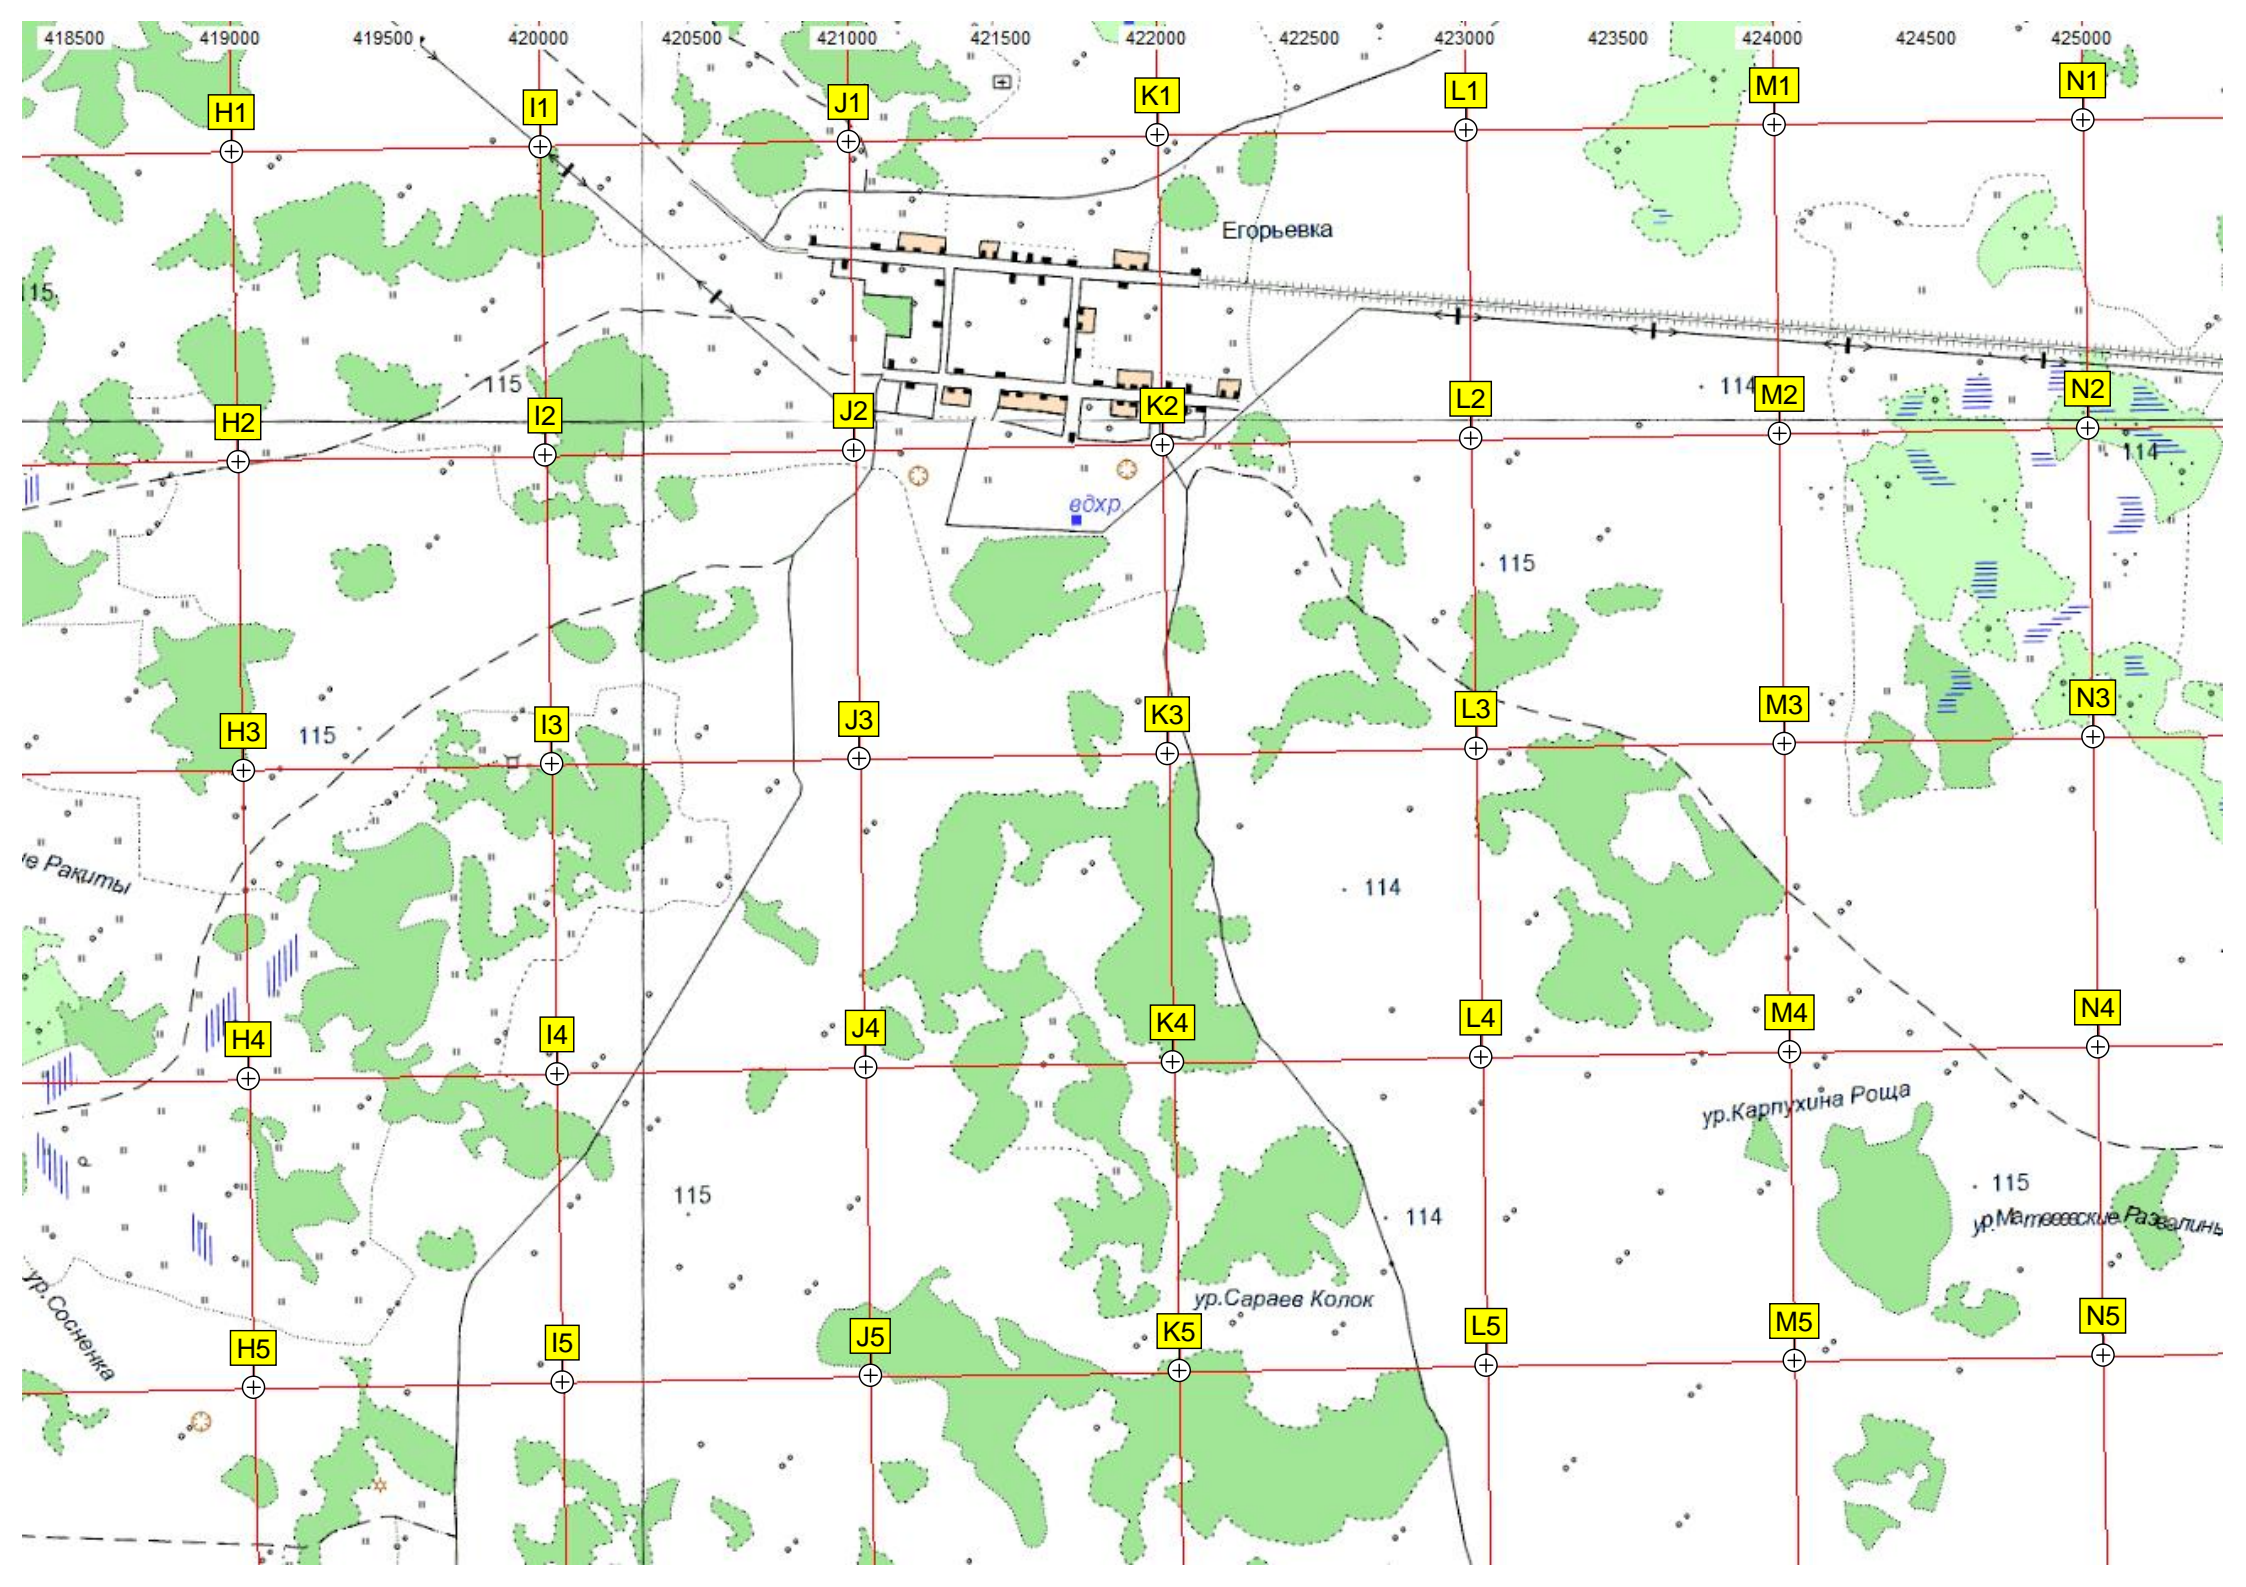 418500 419000 419500 420000 420500 421000 421500 422000 422500 423000 423500 424000 424500 425000
H1 I1 J1 K1 L1 M1 N1
Егорьевка
115
115 114
H2 I2 J2 K2 L2 M2 N2
114
вдхр.
115
H3 I3 J3 K3 L3 M3 N3
115
Ракиты
114
H4 I4 J4 K4 L4 M4 N4
ур.Карпухина Роща
115 115
114
ур.Матвеевские Развалины
ур.Сосненка
ур.Сараев Колок
H5 I5 J5 K5 L5 M5 N5